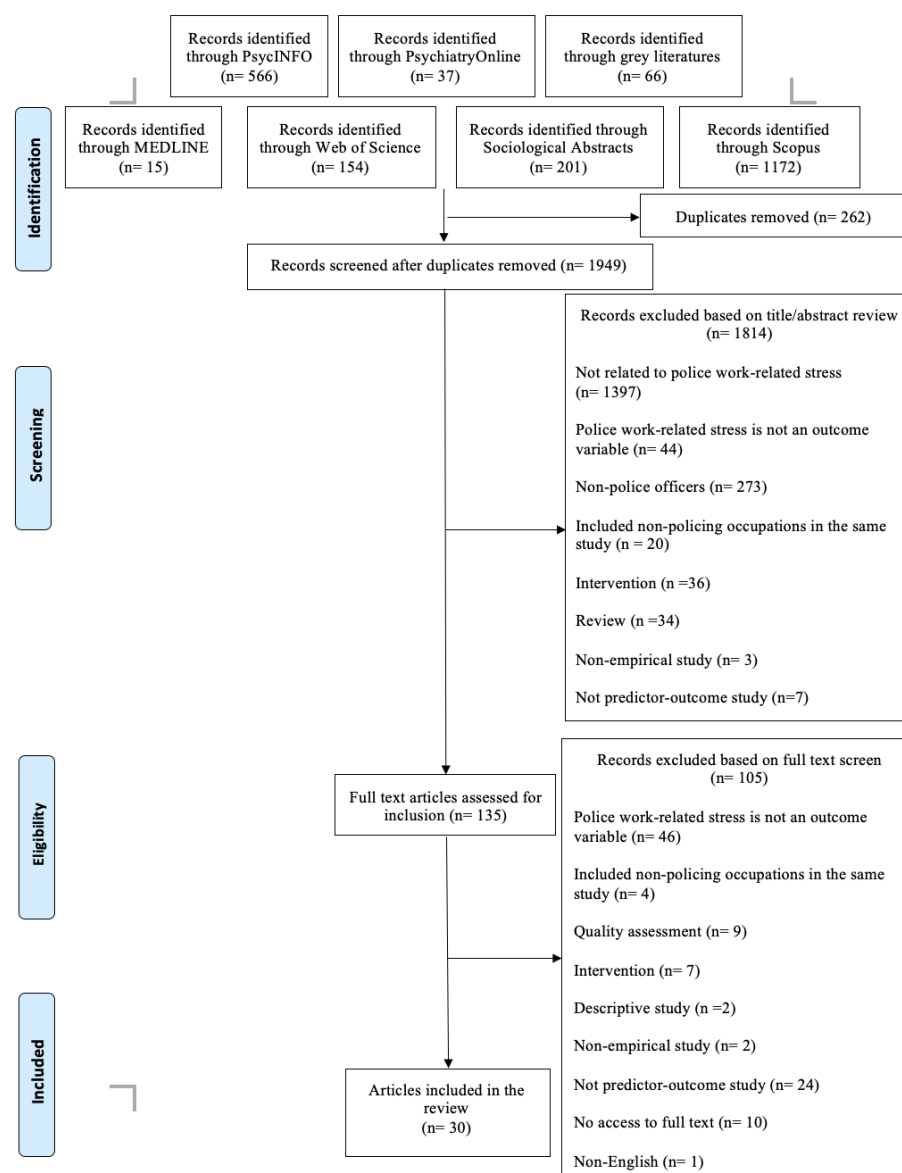 Records identified
through PsycINFO
(n= 566)
Records identified
through PsychiatryOnline
(n= 37)
Records identified
through grey literatures
(n= 66)
Identification
Records identified
through MEDLINE
(n= 15)
Records identified
through Web of Science
(n= 154)
Records identified through
Sociological Abstracts
(n= 201)
Records identified
through Scopus
(n= 1172)
Duplicates removed (n= 262)
Records screened after duplicates removed (n= 1949)
Screening
Records excluded based on title/abstract review
(n= 1814)
Not related to police work-related stress
(n= 1397)
Police work-related stress is not an outcome
variable (n= 44)
Non-police officers (n= 273)
Included non-policing occupations in the same
study (n = 20)
Intervention (n =36)
Review (n =34)
Non-empirical study (n= 3)
Not predictor-outcome study (n=7)
Eligibility
Full text articles assessed for
inclusion (n= 135)
Records excluded based on full text screen
(n= 105)
Police work-related stress is not an outcome
variable (n= 46)
Included non-policing occupations in the same
study (n= 4)
Quality assessment (n= 9)
Intervention (n= 7)
Descriptive study (n =2)
Non-empirical study (n= 2)
Not predictor-outcome study (n= 24)
No access to full text (n= 10)
Non-English (n= 1)
Included
Articles included in the
review
(n= 30)